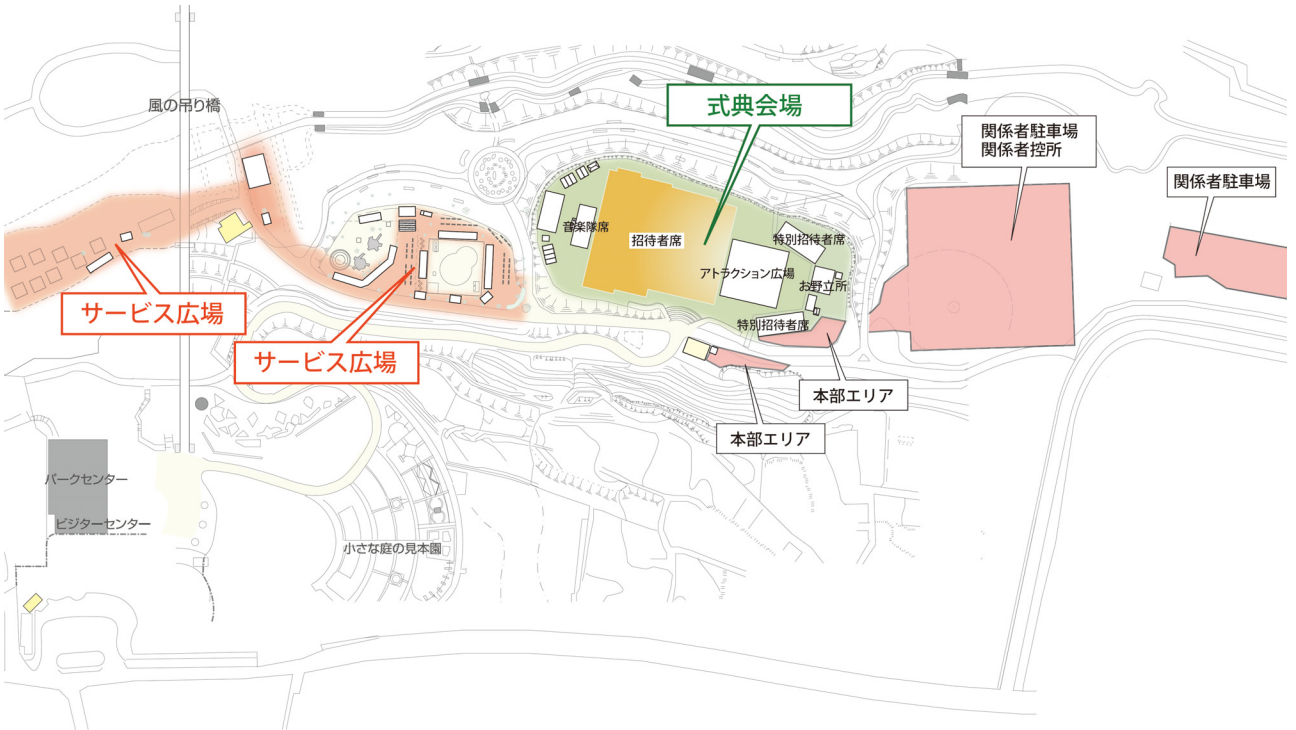 風の吊り橋
式典会場
関係者駐車場
関係者控所
関係者駐車場
音楽隊席
招待者席
特別招待者席
アトラクション広場
お野立所
特別招待者席
サービス広場
サービス広場
本部エリア
本部エリア
パークセンター
ビジターセンター
小さな庭の見本園